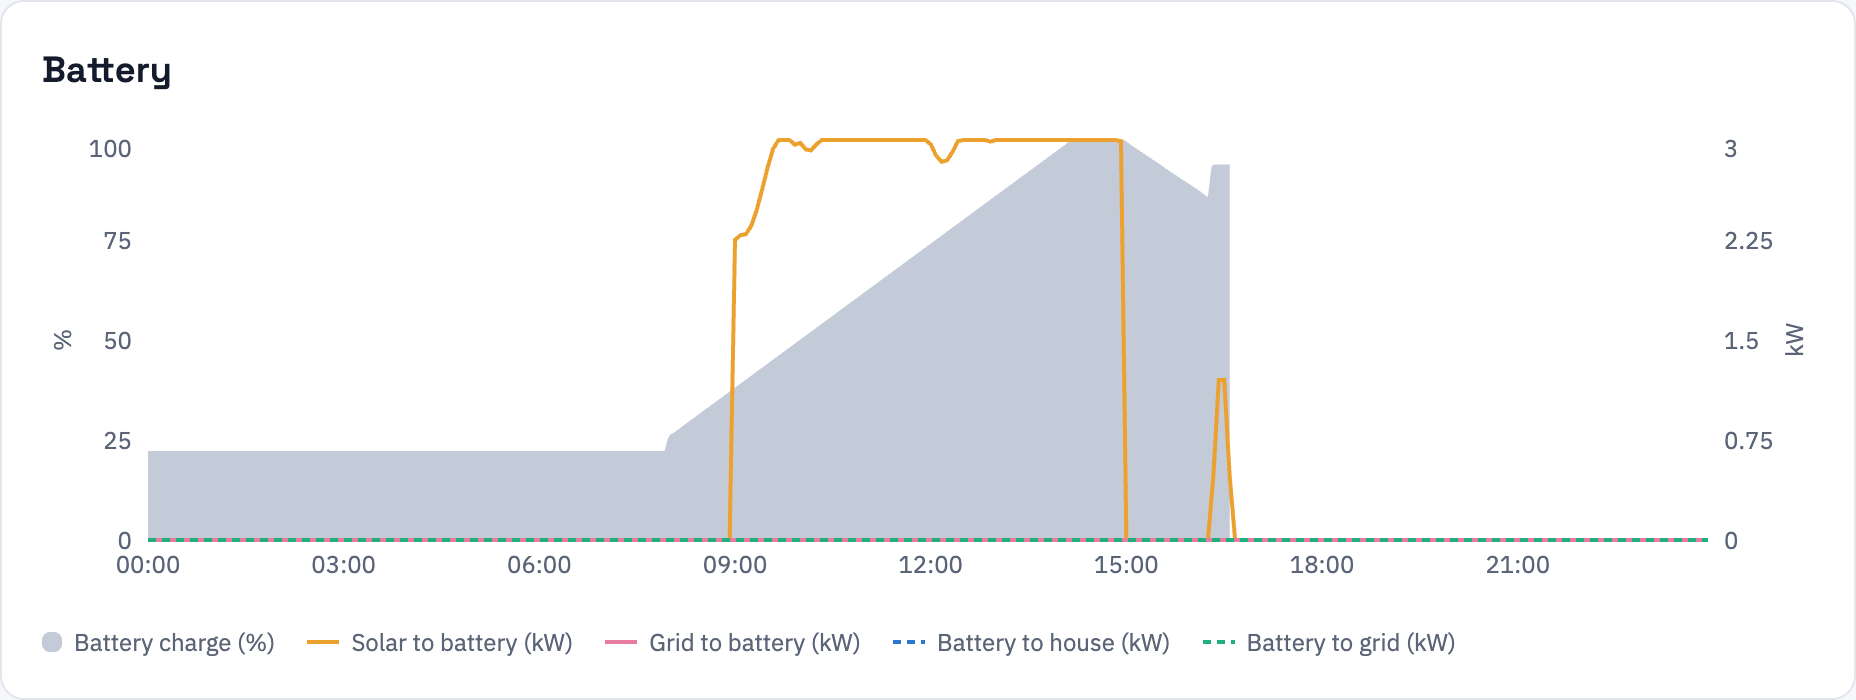 Battery
100
75
50
25
0
%
3
2.25
1.5
0.75
0
kW
00:00 03:00 06:00 09:00 12:00 15:00 18:00 21:00
Battery charge (%) Solar to battery (kW) Grid to battery (kW) Battery to house (kW) Battery to grid (kW)